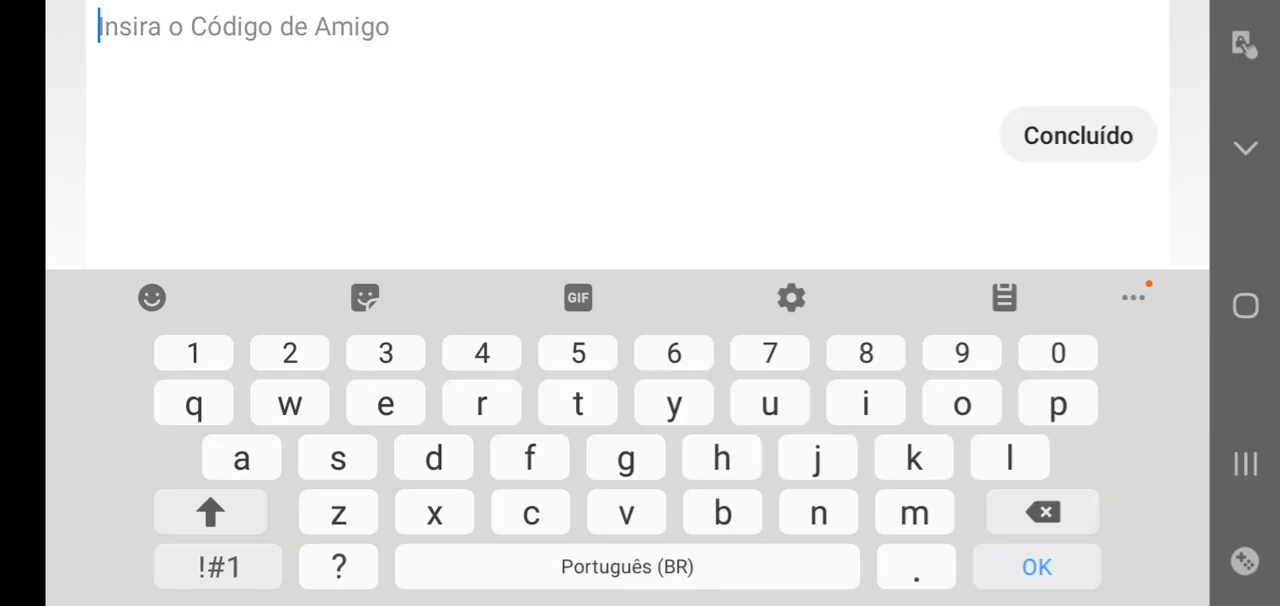 Insira o Código de Amigo
Concluído
GIF
1 2 3 4 5 6 7 8 9 0
q w e r t y u i o p
a s d f g h j k l
z x c v b n m
!#1 ? Português (BR) . OK